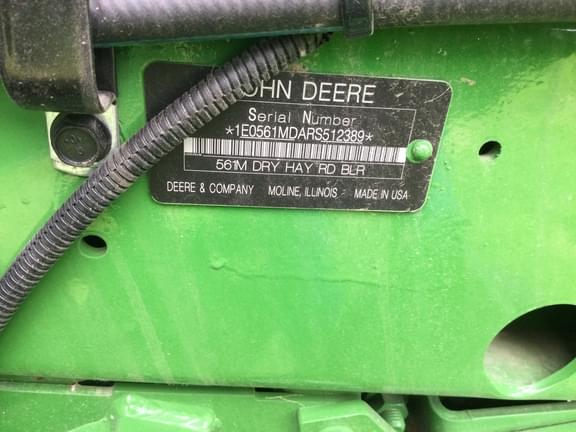 OHN DEERE
Serial Number
*1E0561MDARS512389*
561M DRY HAY RD BLR
DEERE & COMPANY MOLINE, ILLINOIS MADE IN USA